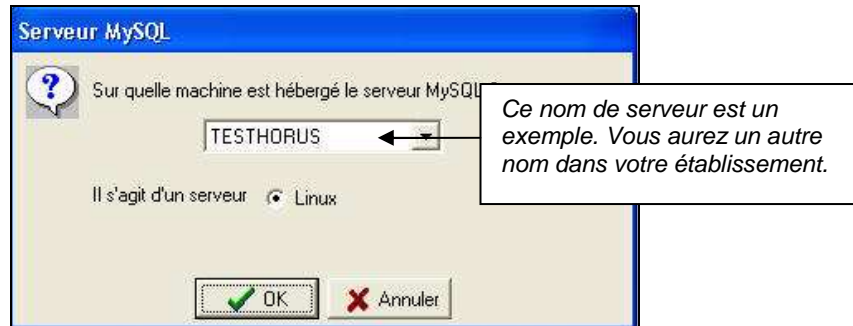 Serveur MySQL
Sur quelle machine est hébergé le serveur MySQL
TESTHORUS
Ce nom de serveur est un
exemple. Vous aurez un autre
nom dans votre établissement.
Il s'agit d'un serveur Linux
OK Annuler